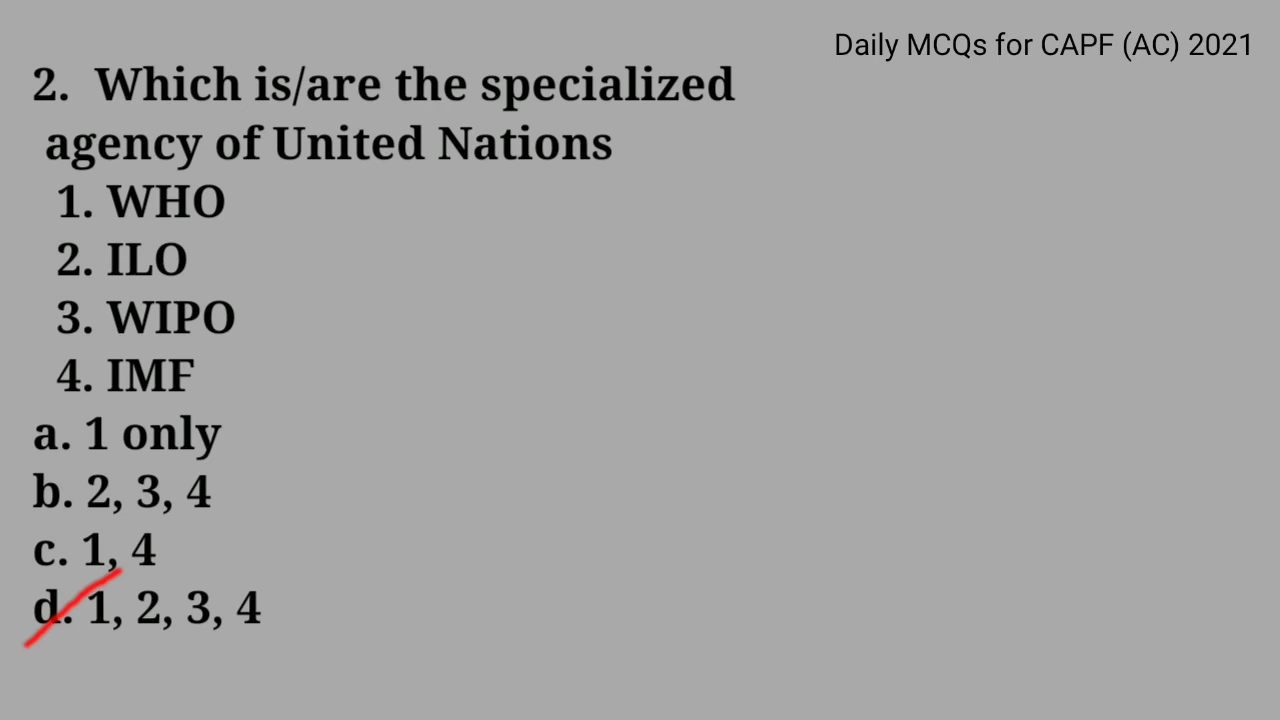 Daily MCQs for CAPF (AC) 2021
2. Which is/are the specialized
agency of United Nations
1. WHO
2. ILO
3. WIPO
4. IMF
a. 1 only
b. 2, 3, 4
c. 1, 4
d. 1, 2, 3, 4